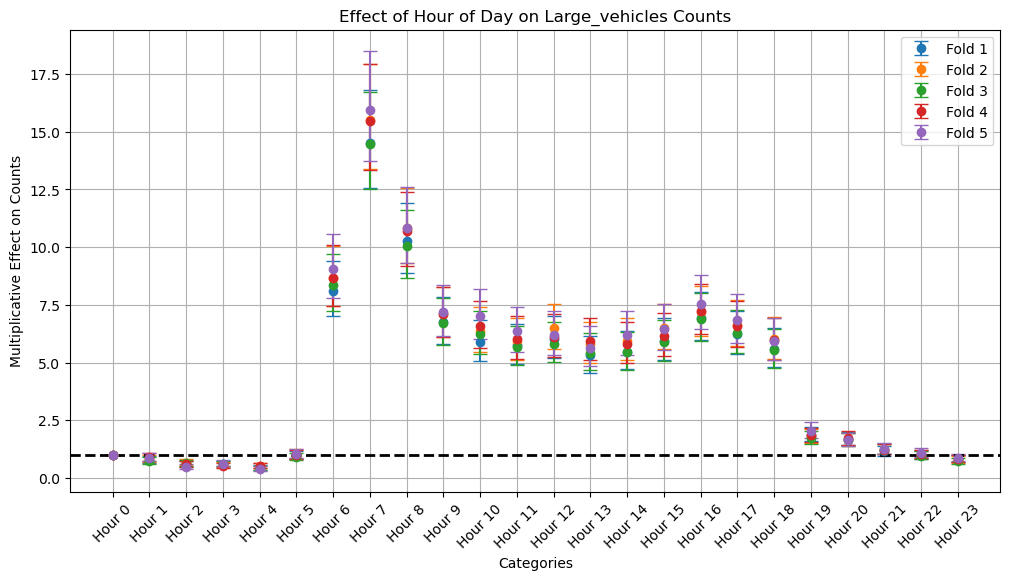 Effect of Hour of Day on Large_vehicles Counts
Multiplicative Effect on Counts
17.5
15.0
12.5
10.0
7.5
5.0
2.5
0.0
Fold 1
Fold 2
Fold 3
Fold 4
Fold 5
Hour 0
Hour 1
Hour 2
Hour 3
Hour 4
Hour 5
Hour 6
Hour 7
Hour 8
Hour 9
Hour 10
Hour 11
Hour 12
Hour 13
Hour 14
Hour 15
Hour 16
Hour 17
Hour 18
Hour 19
Hour 20
Hour 21
Hour 22
Hour 23
Categories